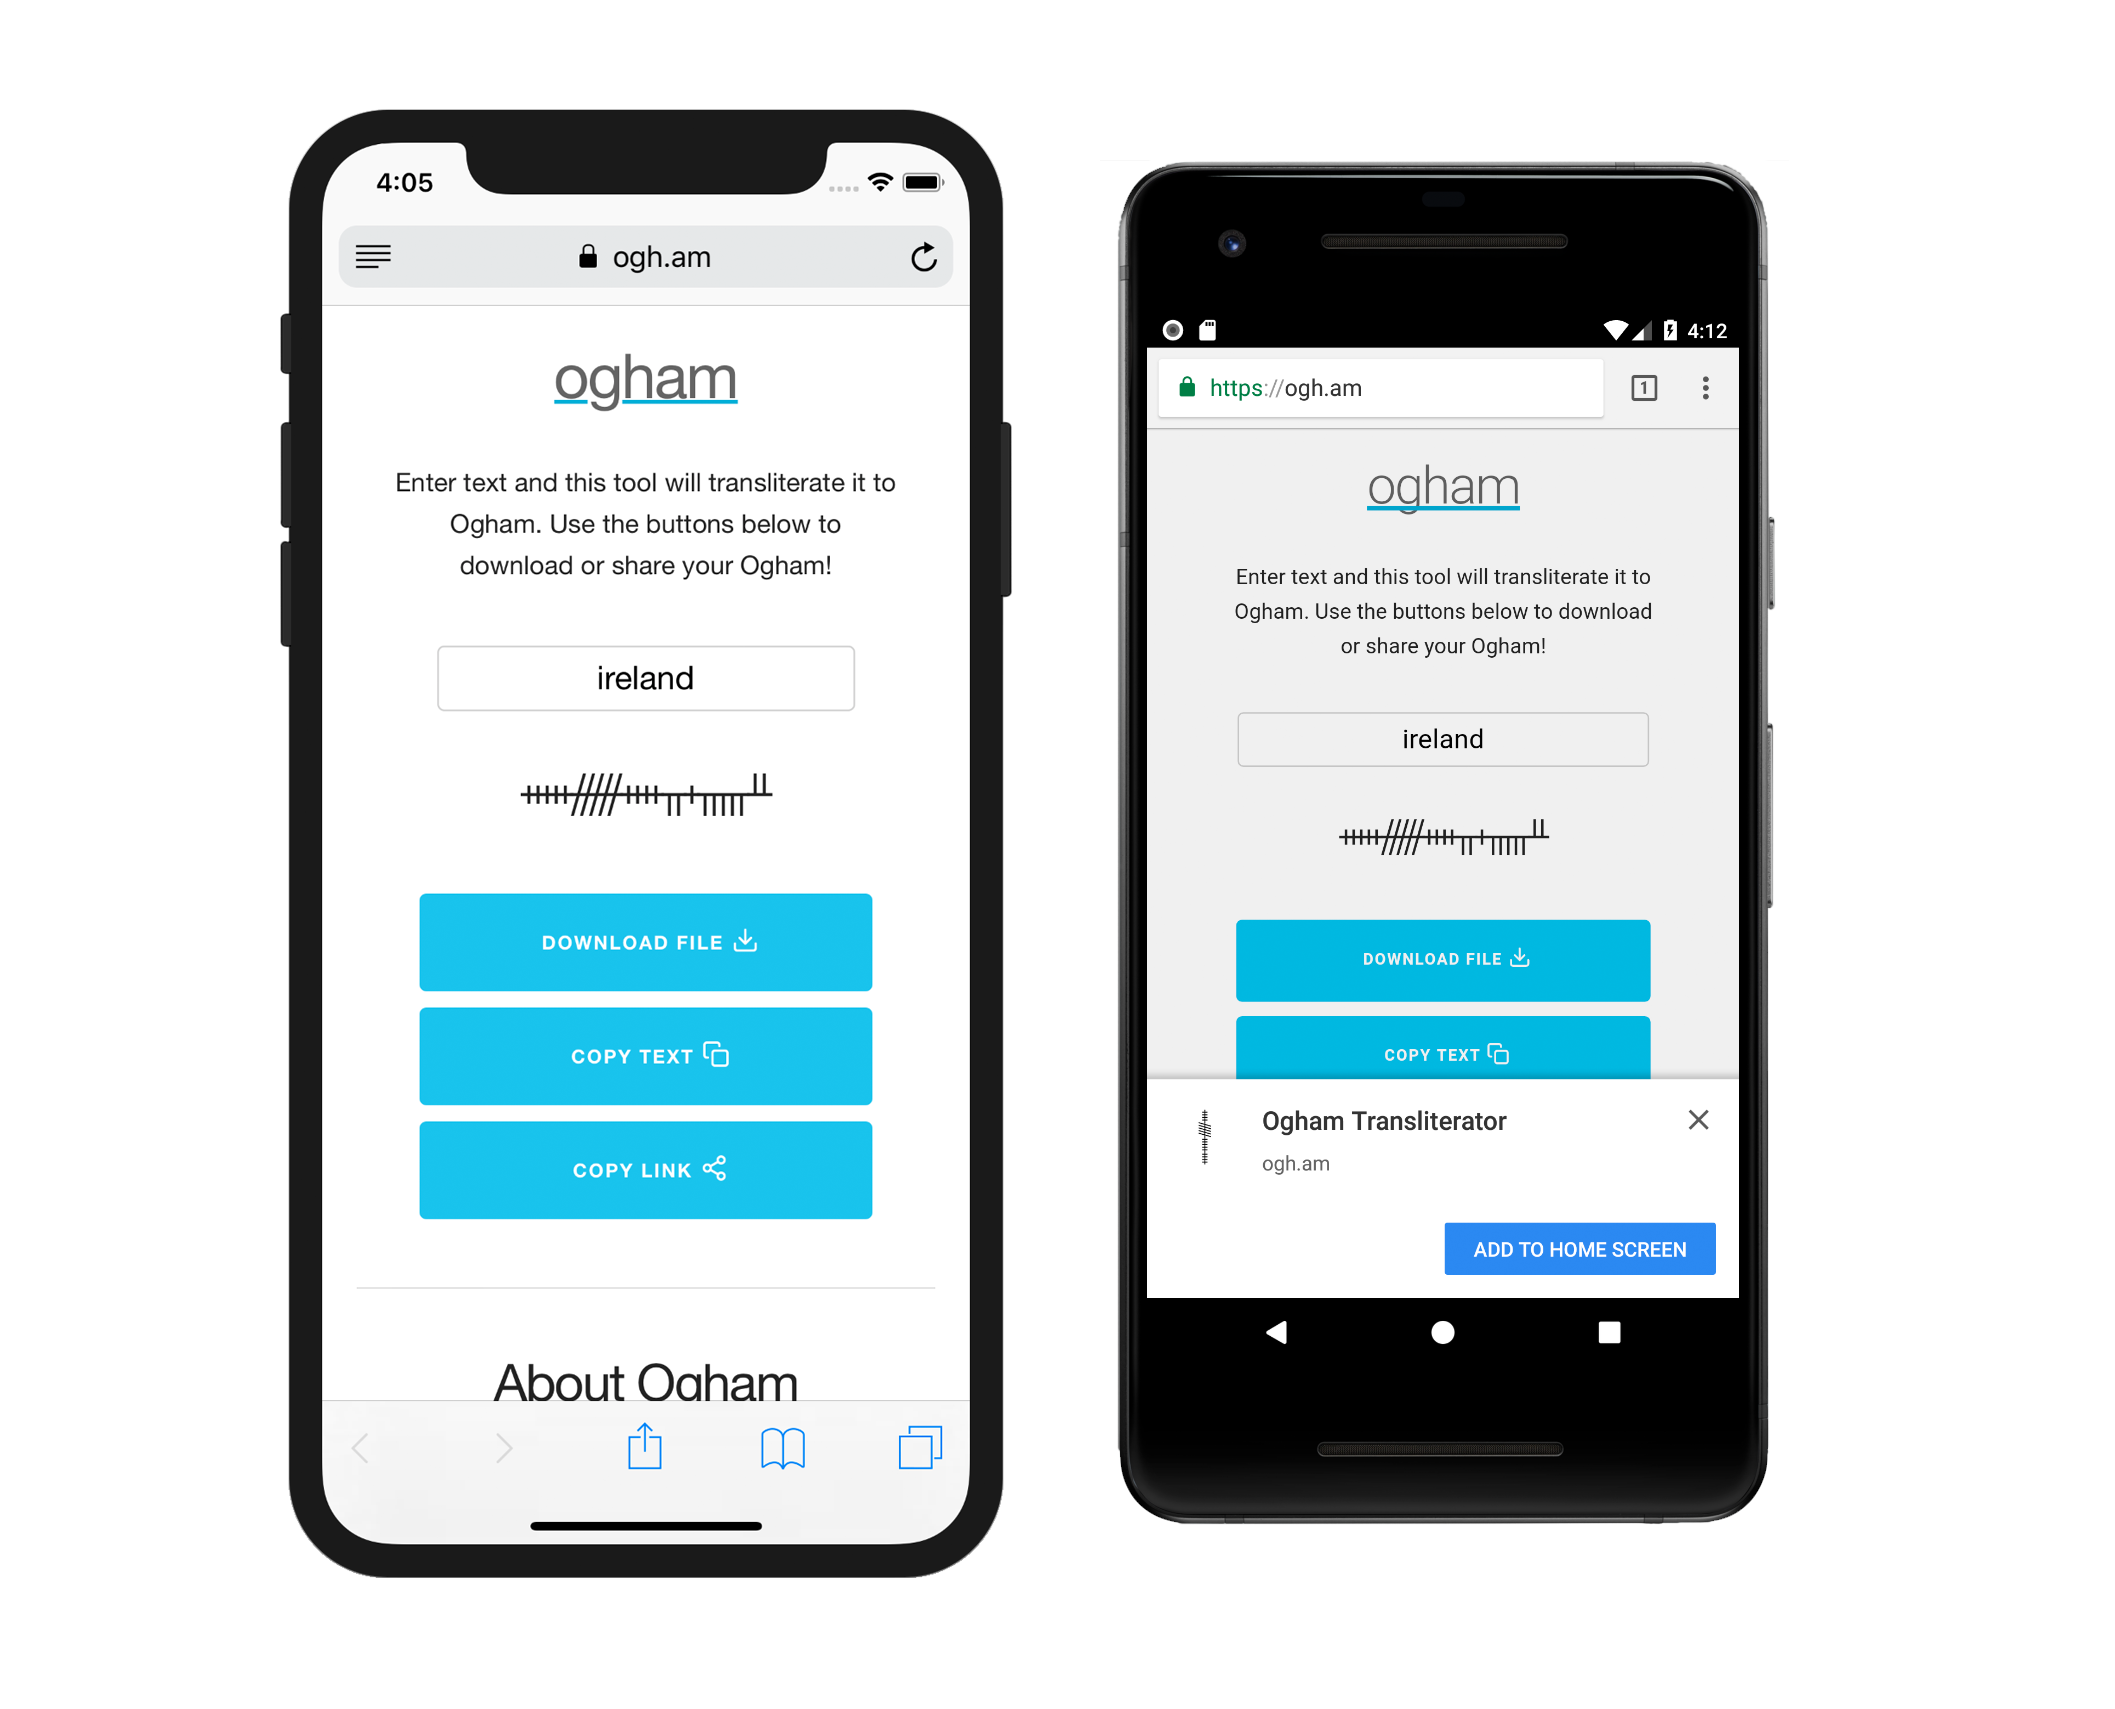 4:05
ogh.am
ogham
Enter text and this tool will transliterate it to
Ogham. Use the buttons below to
download or share your Ogham!
ireland
ᚔᚏᚓᚂᚐᚅᚇ
DOWNLOAD FILE
COPY TEXT
COPY LINK
About Ogham
4:12
https://ogh.am
1
ogham
Enter text and this tool will transliterate it to
Ogham. Use the buttons below to download
or share your Ogham!
ireland
ᚔᚏᚓᚂᚐᚅᚇ
DOWNLOAD FILE
COPY TEXT
Ogham Transliterator
ogh.am
ADD TO HOME SCREEN